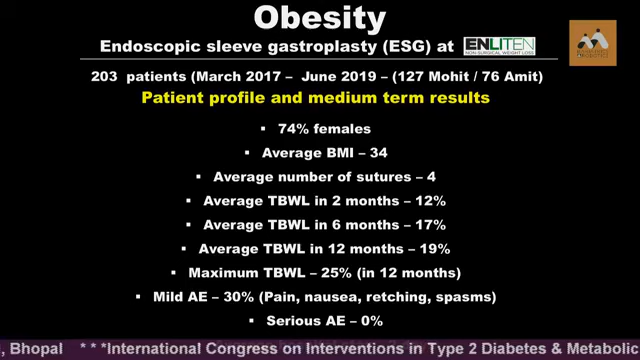 Obesity
Endoscopic sleeve gastroplasty (ESG) at ENLITEN
NON-SURGICAL WEIGHT LOSS
203 patients (March 2017 – June 2019 – (127 Mohit / 76 Amit)
Patient profile and medium term results
▪ 74% females
▪ Average BMI – 34
▪ Average number of sutures – 4
▪ Average TBWL in 2 months – 12%
▪ Average TBWL in 6 months – 17%
▪ Average TBWL in 12 months – 19%
▪ Maximum TBWL – 25% (in 12 months)
▪ Mild AE – 30% (Pain, nausea, retching, spasms)
▪ Serious AE – 0%
, Bhopal * * *International Congress on Interventions in Type 2 Diabetes & Metabolic